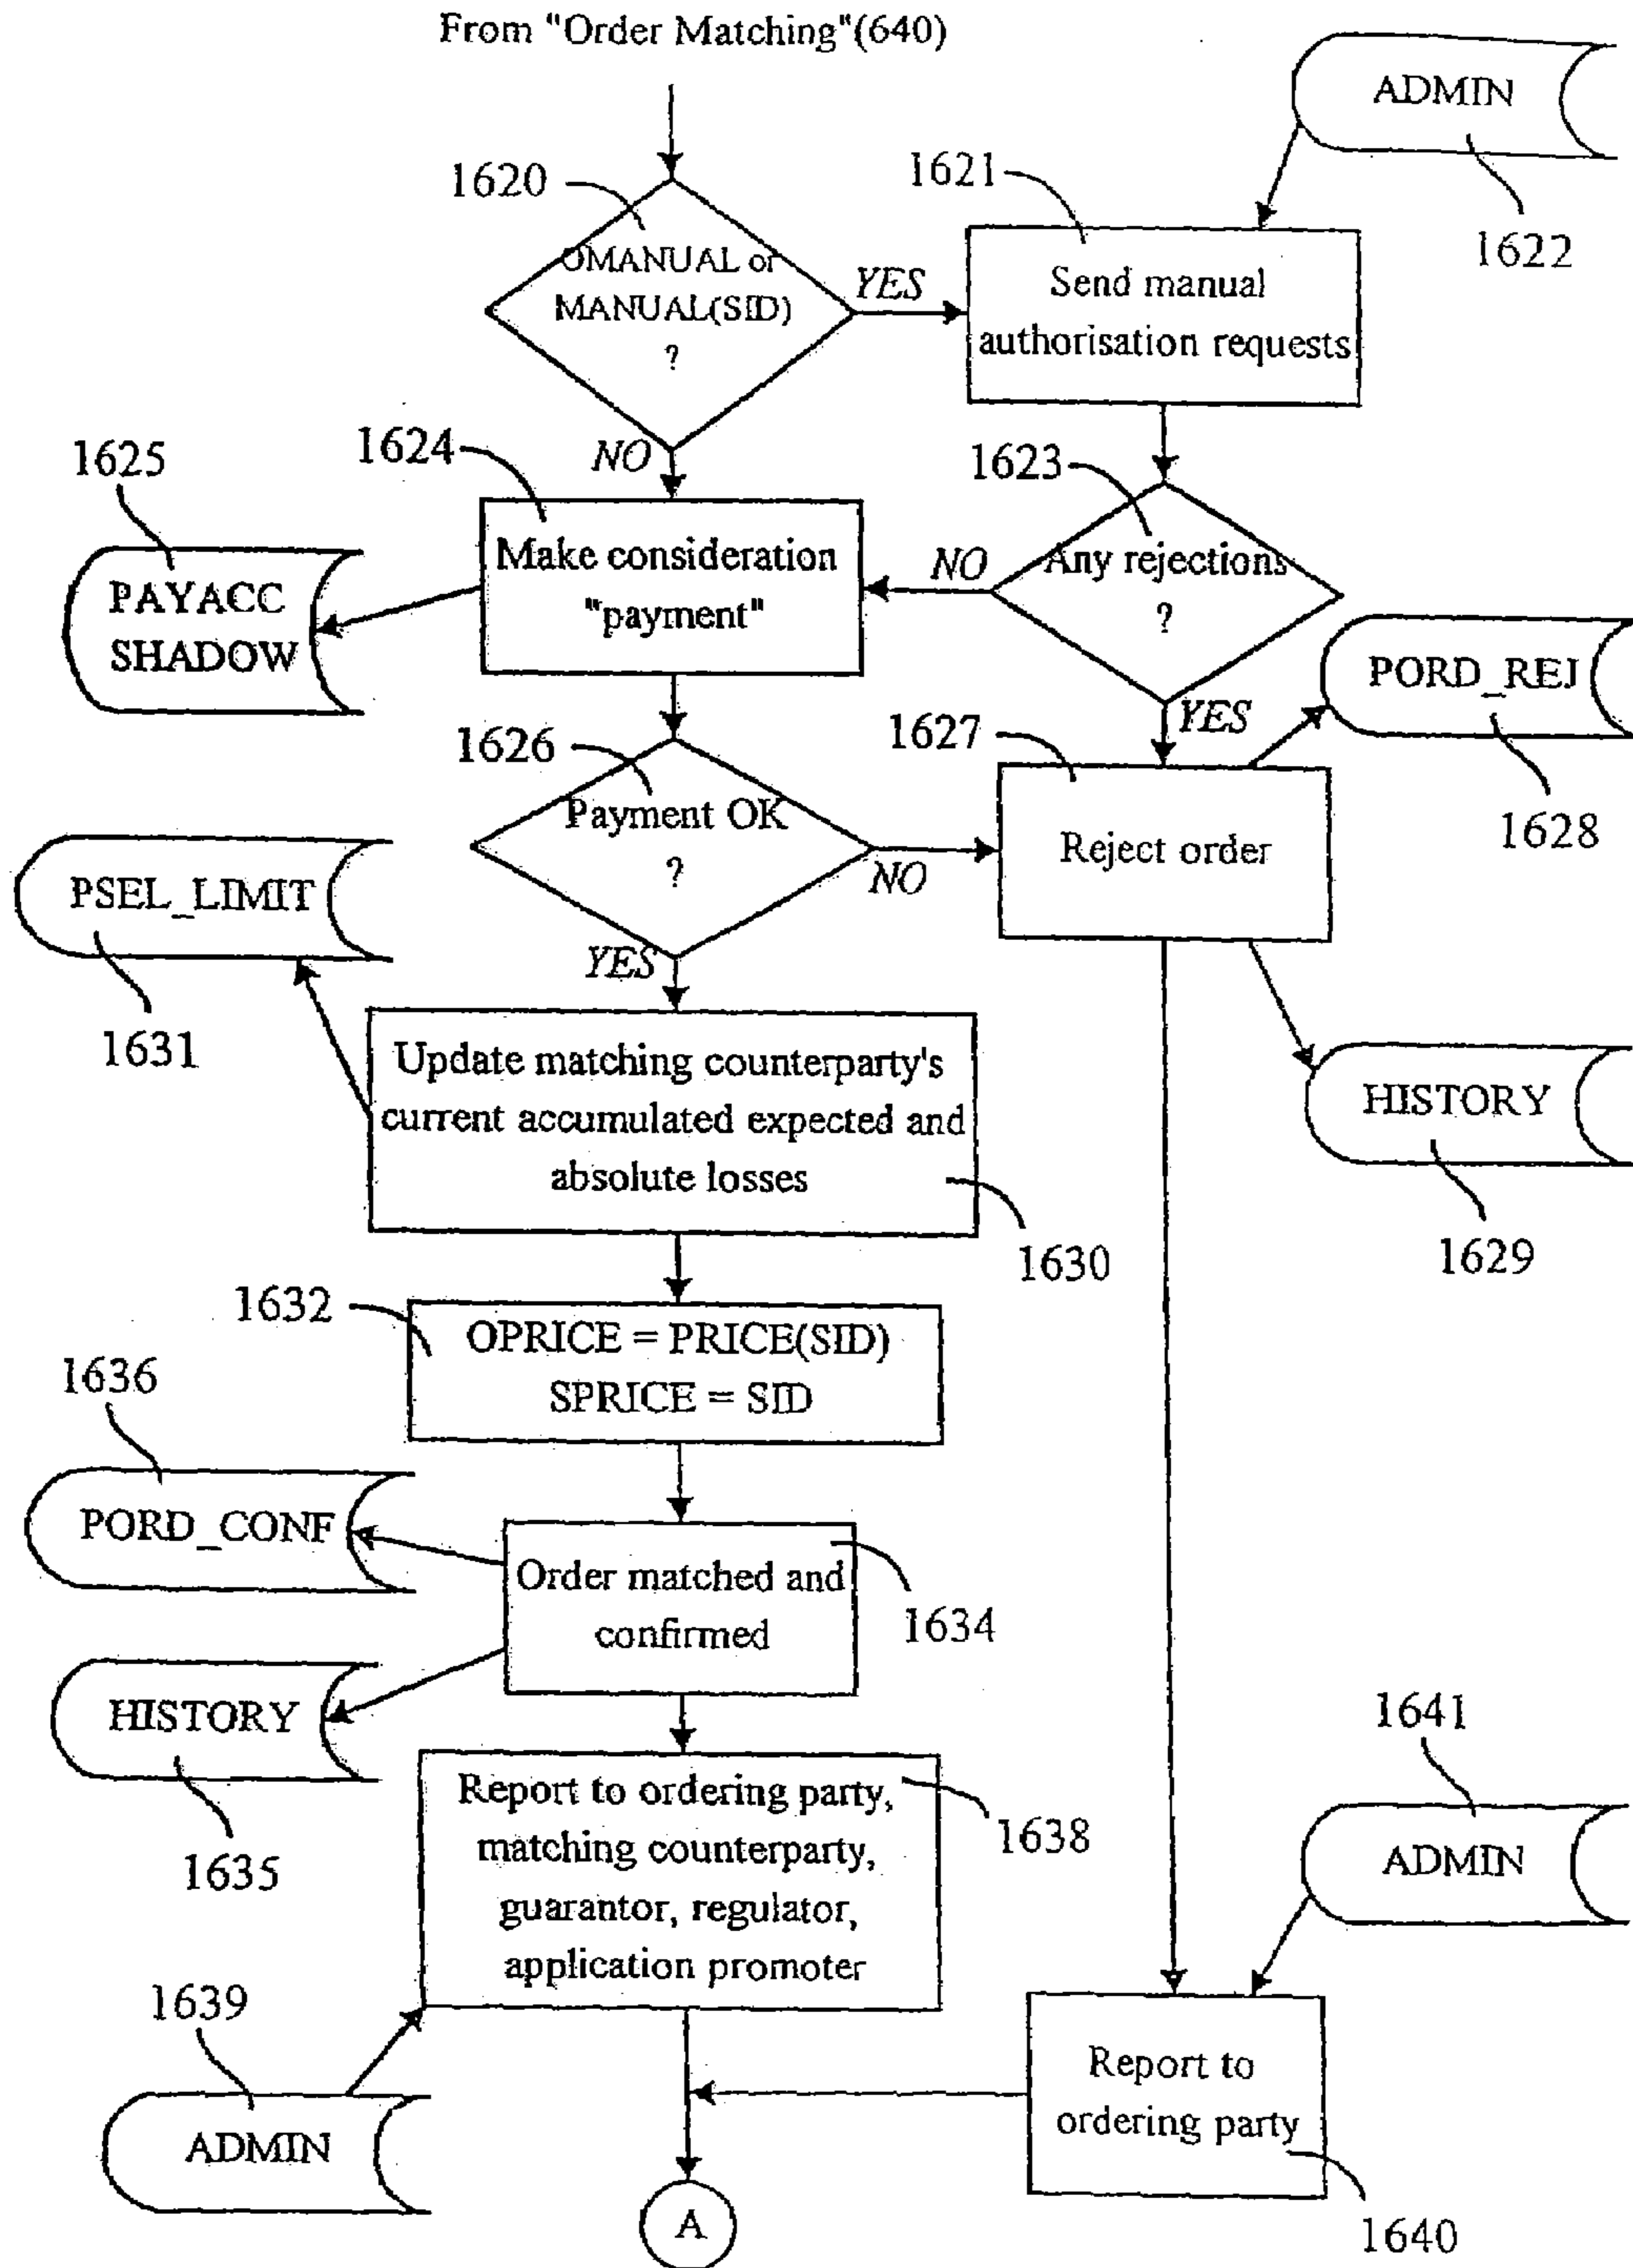 From "Order Matching"(640)
ADMIN
1620
1621
1622
OMANUAL or
MANUAL(SID)
?
YES
Send manual
authorisation requests
NO
1625
1624
1623
PAYACC
SHADOW
Make consideration
"payment"
NO
Any rejections
?
PORD_REJ
YES
1626
1627
1628
Payment OK
?
NO
Reject order
PSEL_LIMIT
YES
1631
Update matching counterparty's
current accumulated expected and
absolute losses
HISTORY
1630
1629
1632
OPRICE = PRICE(SID)
SPRICE = SID
1636
PORD_CONF
Order matched and
confirmed
1634
HISTORY
1635
1641
Report to ordering party,
matching counterparty,
guarantor, regulator,
application promoter
1638
ADMIN
1639
ADMIN
Report to
ordering party
1640
A